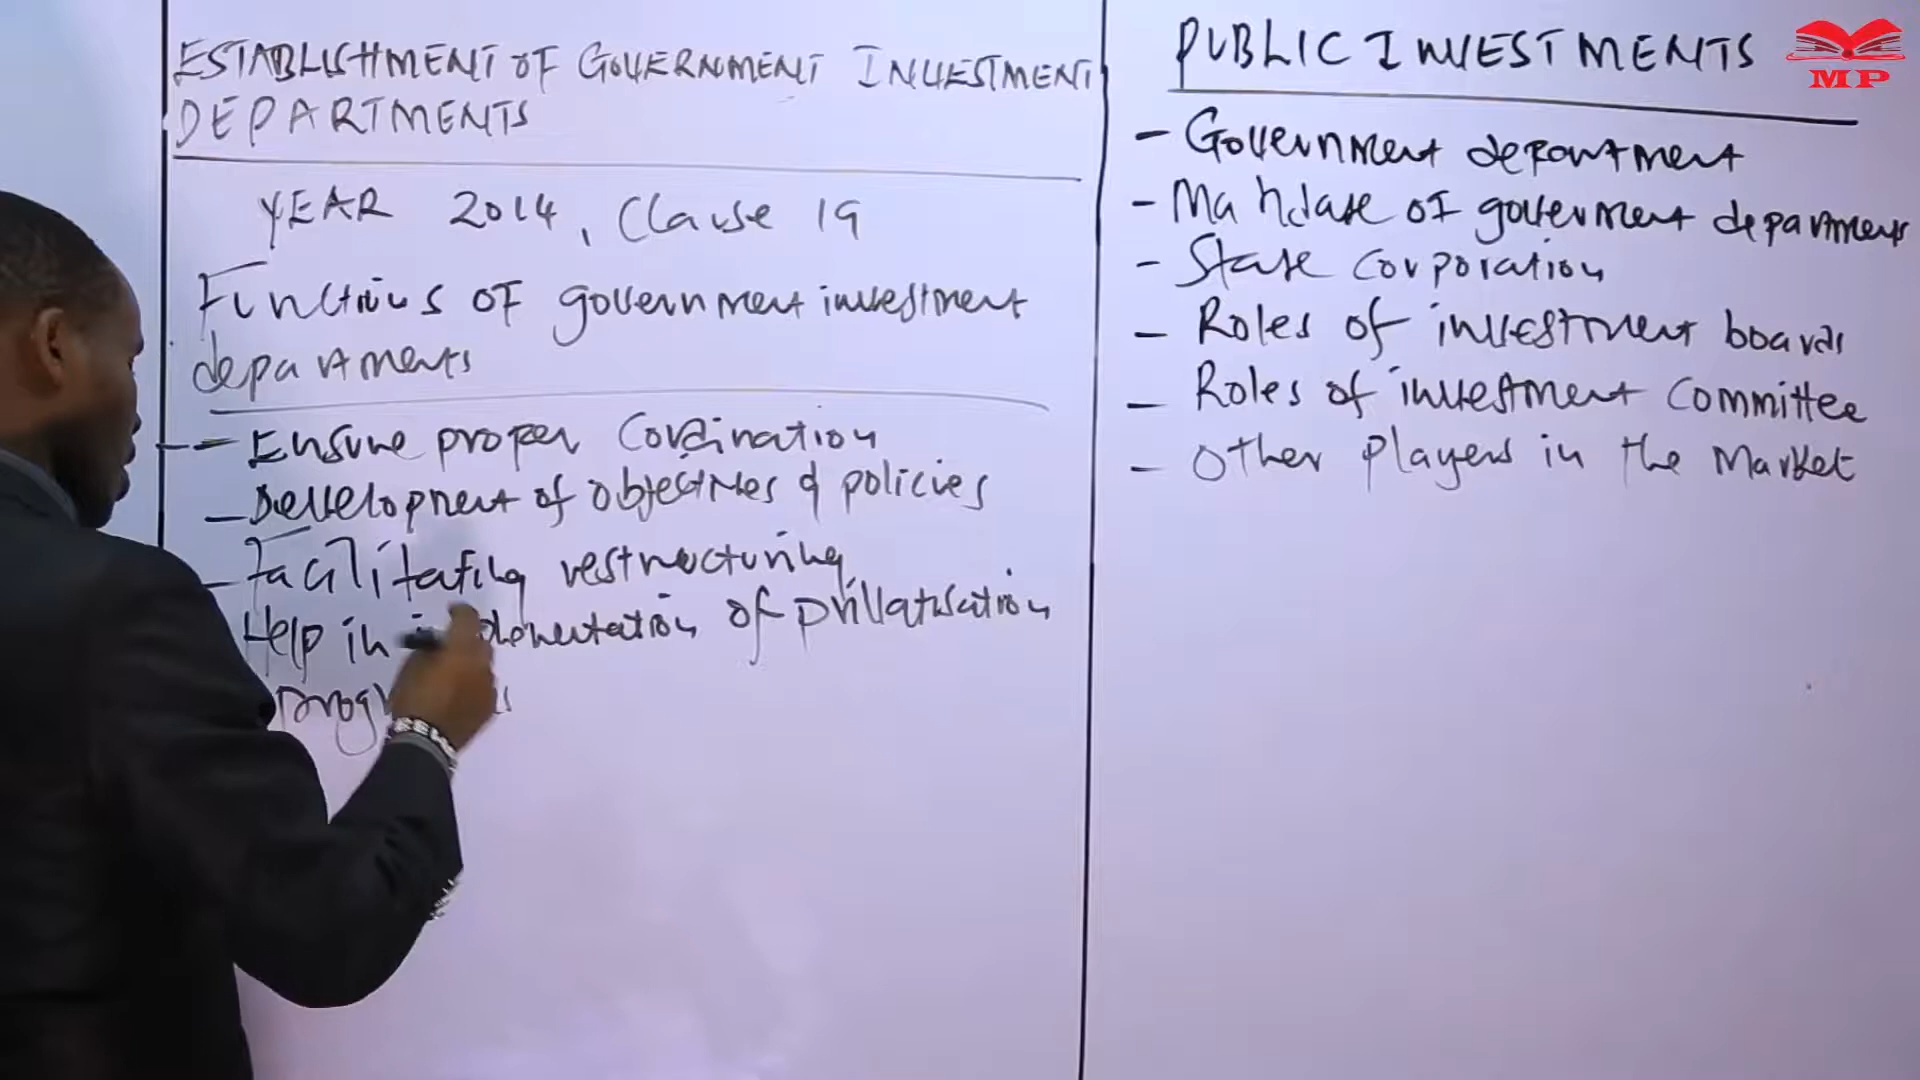 ESTABLISHMENT OF GOVERNMENT INVESTMENT
DEPARTMENTS
YEAR 2014, Clause 19
Functions OF government investment
departments
- Ensure proper Cordination
- Development of objectives & policies
- Facilitating restructuring
Help in implementation of privatisation
PUBLIC INVESTMENTS
- Government department
- Mandate of government departments
- State corporation
- Roles of investment boards
- Roles of investment Committee
- Other players in the Market
MP